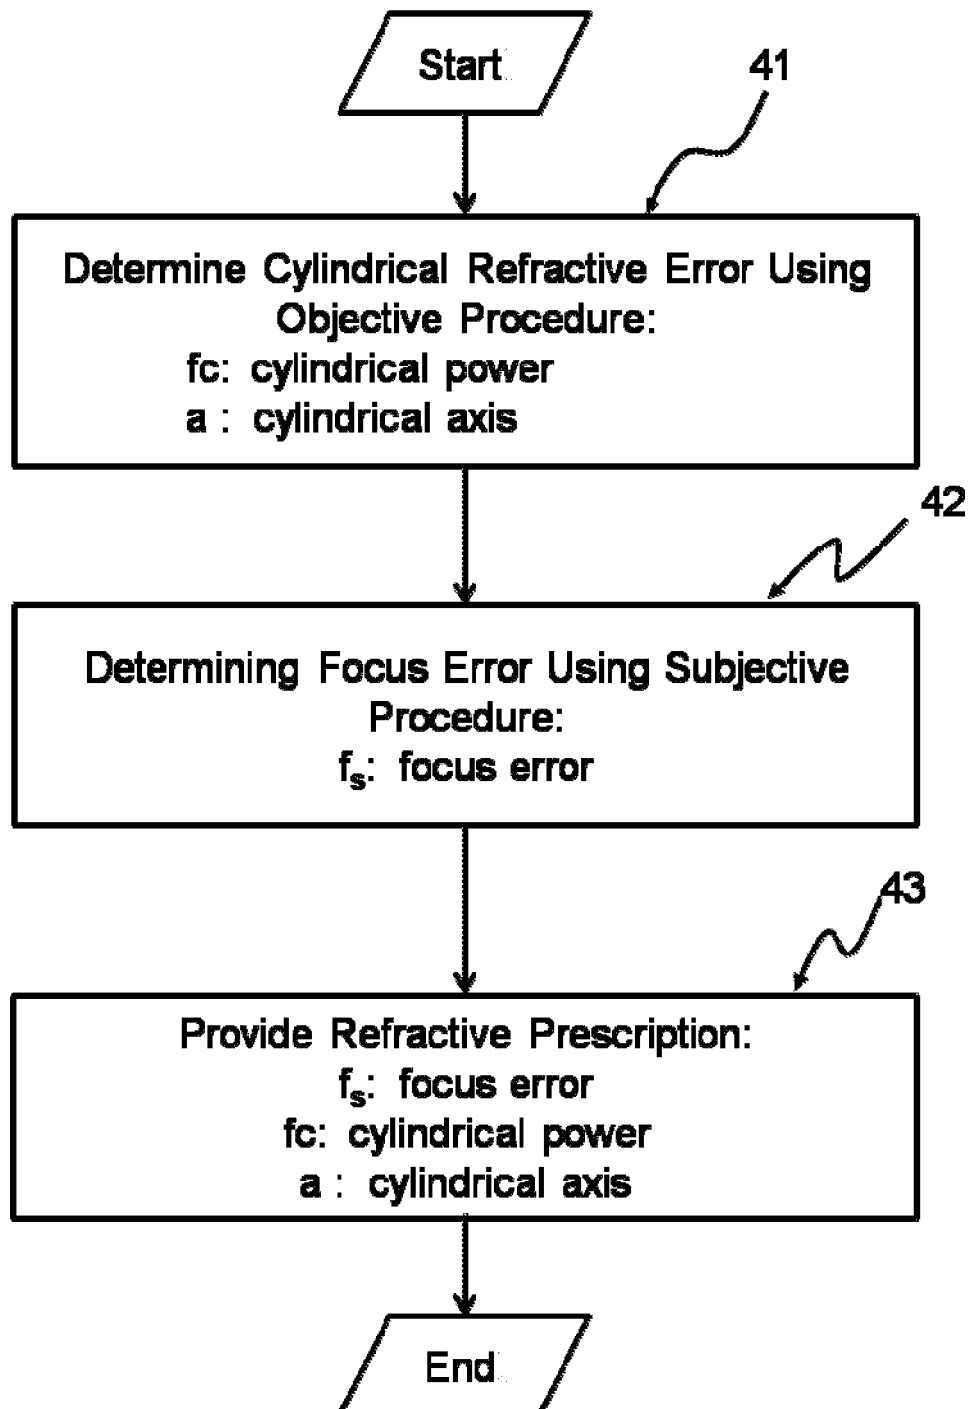 Start
41
Determine Cylindrical Refractive Error Using
Objective Procedure:
fc: cylindrical power
a : cylindrical axis
42
Determining Focus Error Using Subjective
Procedure:
fs: focus error
43
Provide Refractive Prescription:
fs: focus error
fc: cylindrical power
a : cylindrical axis
End